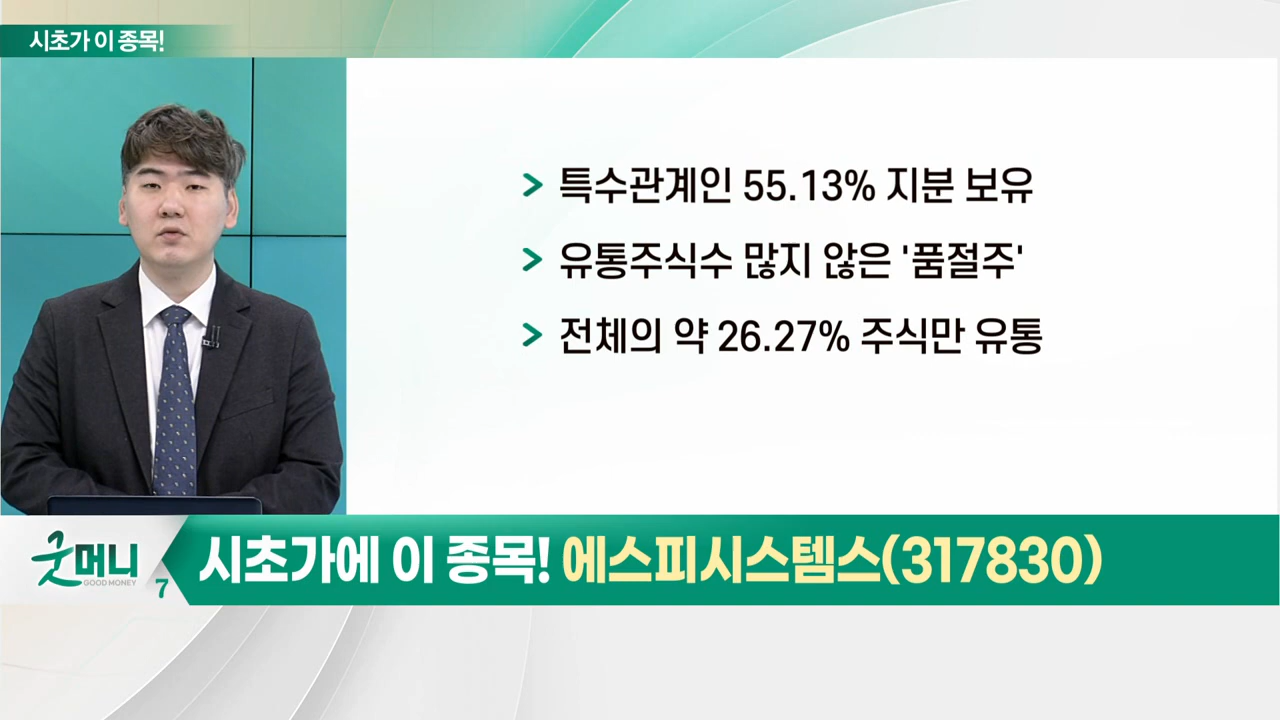 시초가 이 종목!
> 특수관계인 55.13% 지분 보유
> 유통주식수 많지 않은 '품절주'
> 전체의 약 26.27% 주식만 유통
굿머니
GOOD MONEY
7
시초가에 이 종목! 에스피시스템스(317830)